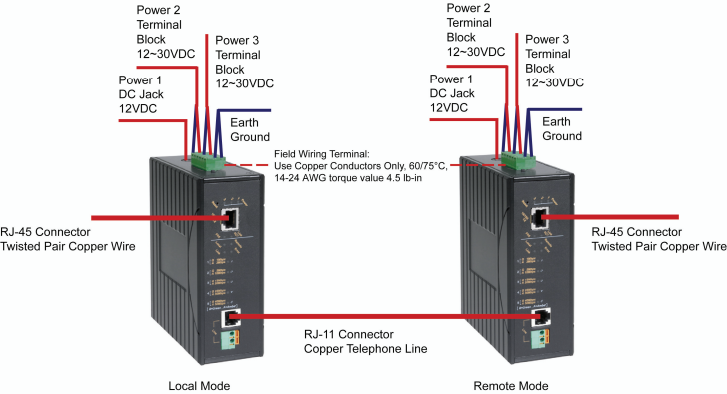 Power 2
Terminal
Block
12~30VDC
Power 3
Terminal
Block
12~30VDC
Power 1
DC Jack
12VDC
Earth
Ground
Power 2
Terminal
Block
12~30VDC
Power 3
Terminal
Block
12~30VDC
Power 1
DC Jack
12VDC
Earth
Ground
Field Wiring Terminal:
Use Copper Conductors Only, 60/75°C,
14-24 AWG torque value 4.5 lb-in
RJ-45 Connector
Twisted Pair Copper Wire
RJ-45 Connector
Twisted Pair Copper Wire
RJ-11 Connector
Copper Telephone Line
Local Mode
Remote Mode